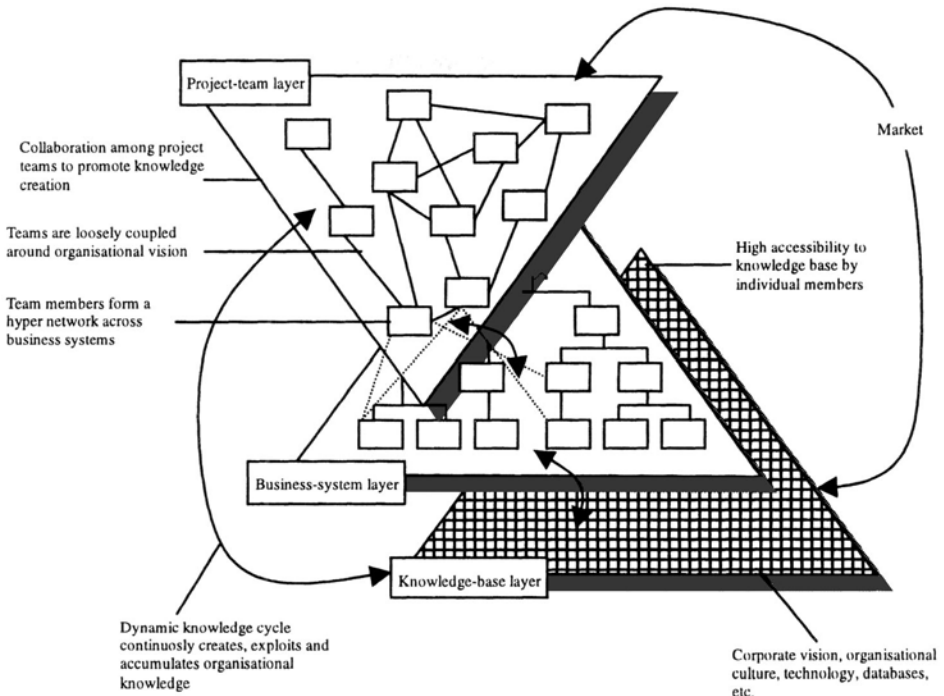 Project-team layer
Market
Collaboration among project
teams to promote knowledge
creation
Teams are loosely coupled
around organisational vision
High accessibility to
knowledge base by
individual members
Team members form a
hyper network across
business systems
Business-system layer
Knowledge-base layer
Dynamic knowledge cycle
continuosly creates, exploits and
accumulates organisational
knowledge
Corporate vision, organisational
culture, technology, databases,
etc.